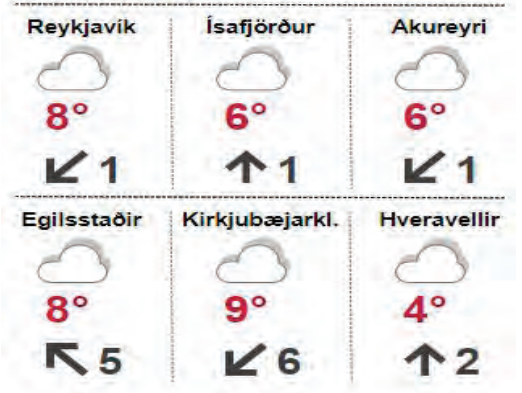 Reykjavík Ísafjörður Akureyri
8° 6° 6°
1 1 1
Egilsstaðir Kirkjubæjarkl. Hveravellir
8° 9° 4°
5 6 2